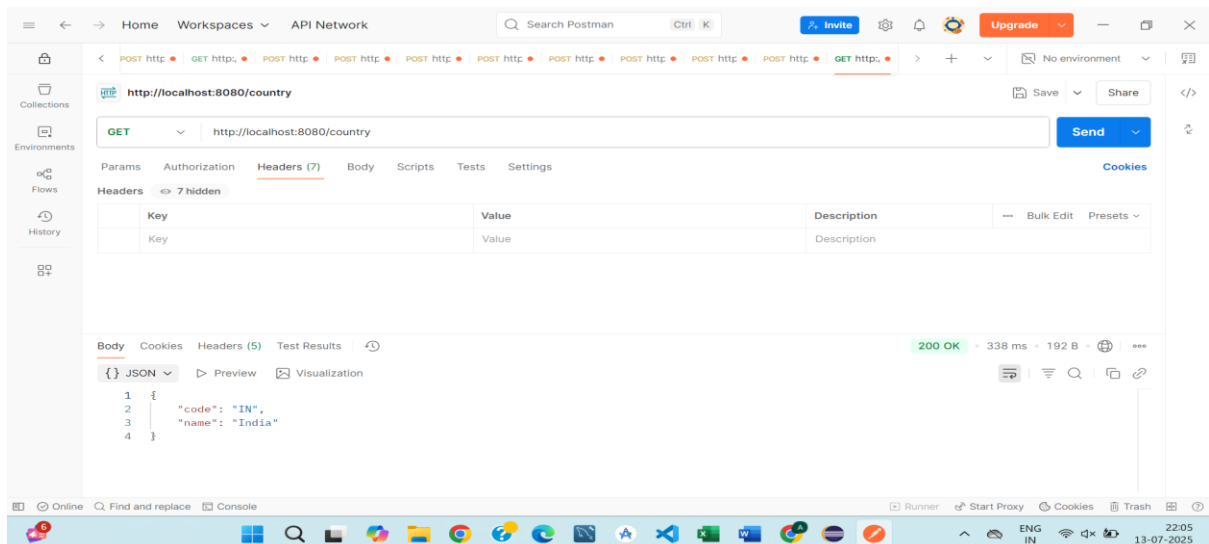 Home Workspaces API Network Search Postman Ctrl K Invite Upgrade
POST http GET http:, POST http POST http POST http POST http POST http POST http POST http POST http GET http:, No environment
http://localhost:8080/country Save Share
Collections
GET http://localhost:8080/country Send
Environments
Params Authorization Headers (7) Body Scripts Tests Settings Cookies
Flows
Headers 7 hidden
Key Value Description Bulk Edit Presets
History
Key Value Description
Body Cookies Headers (5) Test Results 200 OK 338 ms 192 B
{} JSON Preview Visualization
1 {
2 "code": "IN",
3 "name": "India"
4 }
Online Find and replace Console Runner Start Proxy Cookies Trash
6
ENG 22:05
IN 13-07-2025